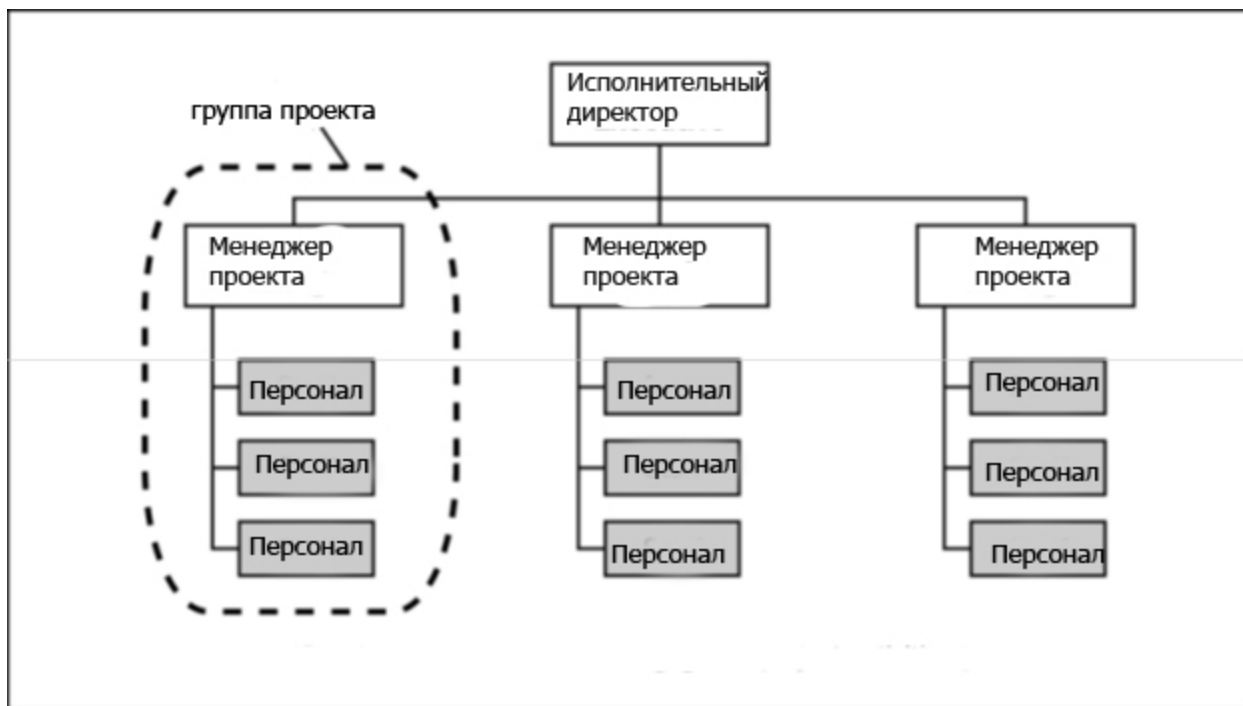 Исполнительный
директор
группа проекта
Менеджер
проекта
Менеджер
проекта
Менеджер
проекта
Персонал
Персонал
Персонал
Персонал
Персонал
Персонал
Персонал
Персонал
Персонал